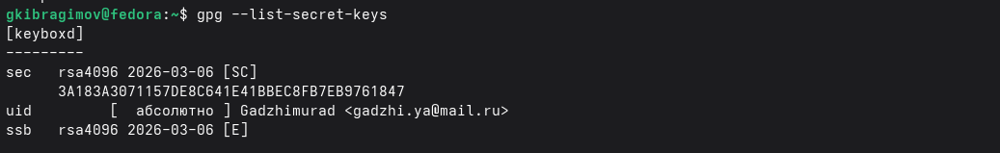 gkibragimov@fedora:~$ gpg --list-secret-keys
[keyboxd]
---------
sec   rsa4096 2026-03-06 [SC]
      3A183A3071157DE8C641E41BBEC8FB7EB9761847
uid         [  абсолютно ] Gadzhimurad <gadzhi.ya@mail.ru>
ssb   rsa4096 2026-03-06 [E]